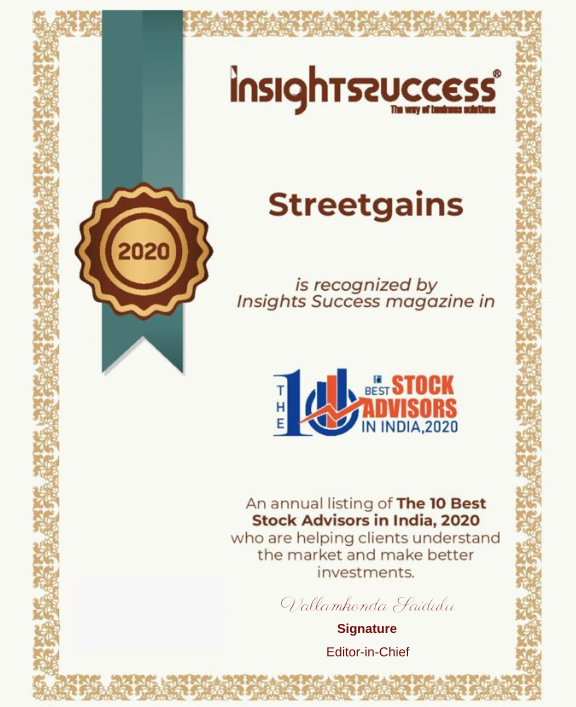 InsightsSuccess®
The way of business solutions
Streetgains
2020
is recognized by
Insights Success magazine in
THE 10 BEST STOCK
ADVISORS
IN INDIA,2020
An annual listing of The 10 Best
Stock Advisors in India, 2020
who are helping clients understand
the market and make better
investments.
Vallamkonda Saidulu
Signature
Editor-in-Chief